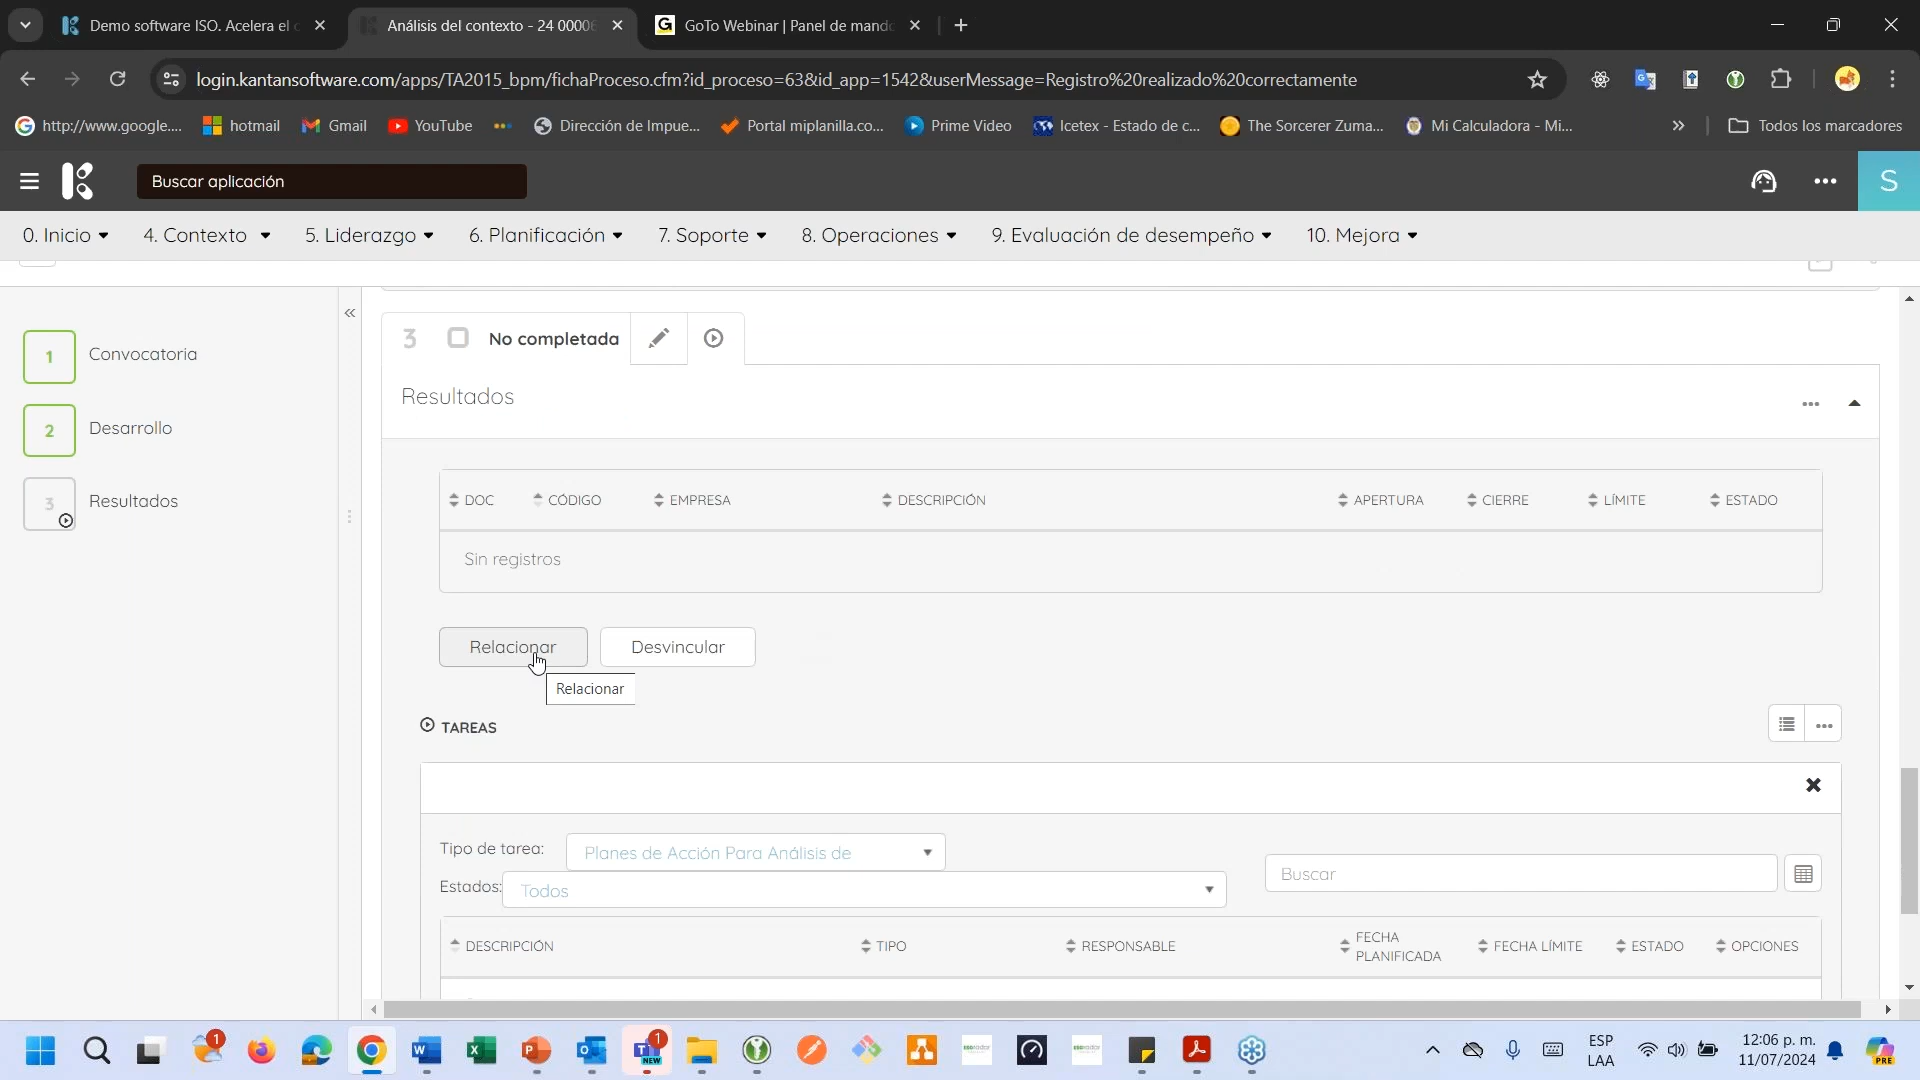 Demo software ISO. Acelera el c
Análisis del contexto - 24 00006
GoTo Webinar | Panel de mando
login.kantansoftware.com/apps/TA2015_bpm/fichaProceso.cfm?id_proceso=63&id_app=1542&userMessage=Registro%20realizado%20correctamente
http://www.google....
hotmail
Gmail
YouTube
Dirección de Impue...
Portal miplanilla.co...
Prime Video
Icetex - Estado de c...
The Sorcerer Zuma...
Mi Calculadora - Mi...
Todos los marcadores
Buscar aplicación
S
0. Inicio
4. Contexto
5. Liderazgo
6. Planificación
7. Soporte
8. Operaciones
9. Evaluación de desempeño
10. Mejora
1 Convocatoria
2 Desarrollo
3 Resultados
3 No completada
Resultados
DOC CÓDIGO EMPRESA DESCRIPCIÓN APERTURA CIERRE LÍMITE ESTADO
Sin registros
Relacionar Desvincular
Relacionar
TAREAS
Tipo de tarea: Planes de Acción Para Análisis de
Estados: Todos
Buscar
DESCRIPCIÓN TIPO RESPONSABLE FECHA PLANIFICADA FECHA LÍMITE ESTADO OPCIONES
1
1
NEW
ESP
LAA
12:06 p. m.
11/07/2024
PRE